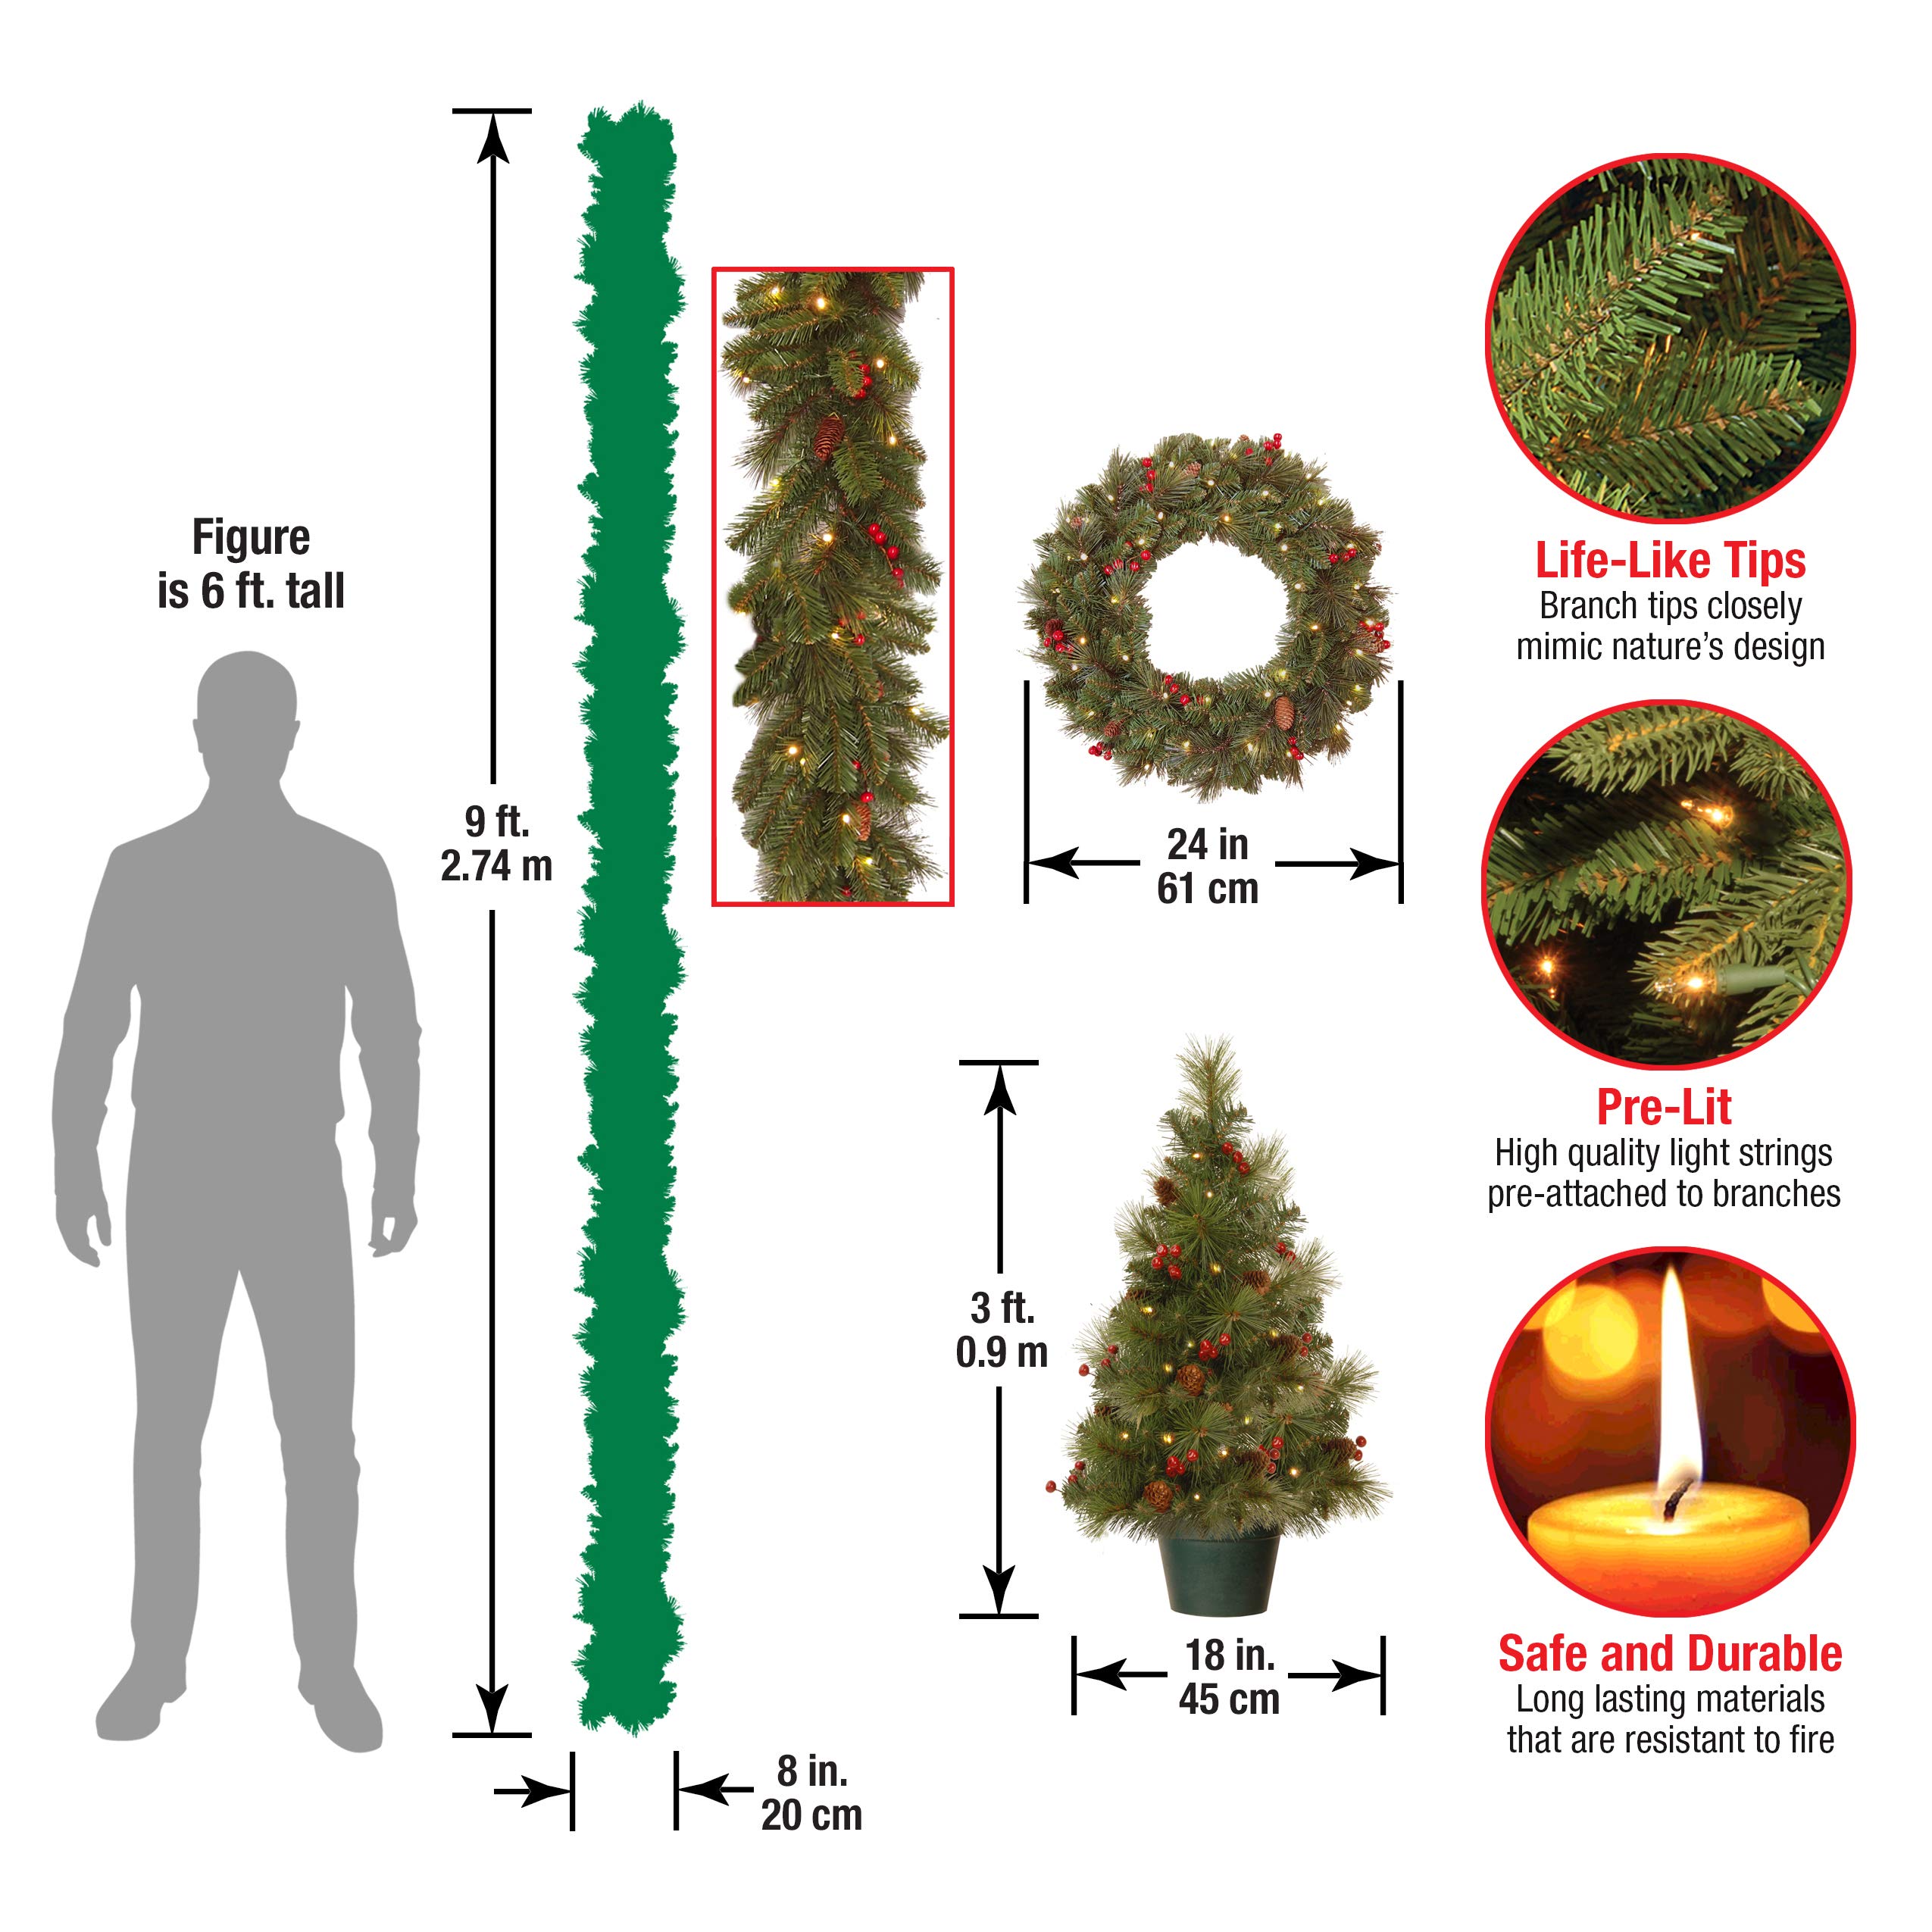 Figure
is 6 ft. tall
9 ft.
2.74 m
8 in.
20 cm
24 in
61 cm
3 ft.
0.9 m
18 in.
45 cm
Life-Like Tips
Branch tips closely
mimic nature’s design
Pre-Lit
High quality light strings
pre-attached to branches
Safe and Durable
Long lasting materials
that are resistant to fire